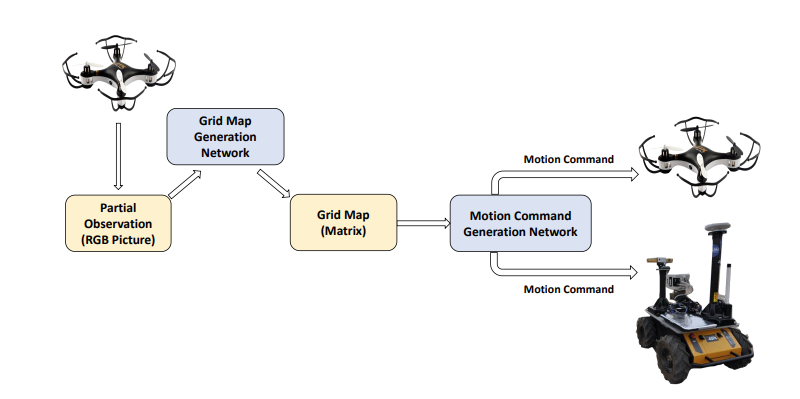 Grid Map
Generation
Network
Partial
Observation
(RGB Picture)
Grid Map
(Matrix)
Motion Command
Generation Network
Motion Command
Motion Command